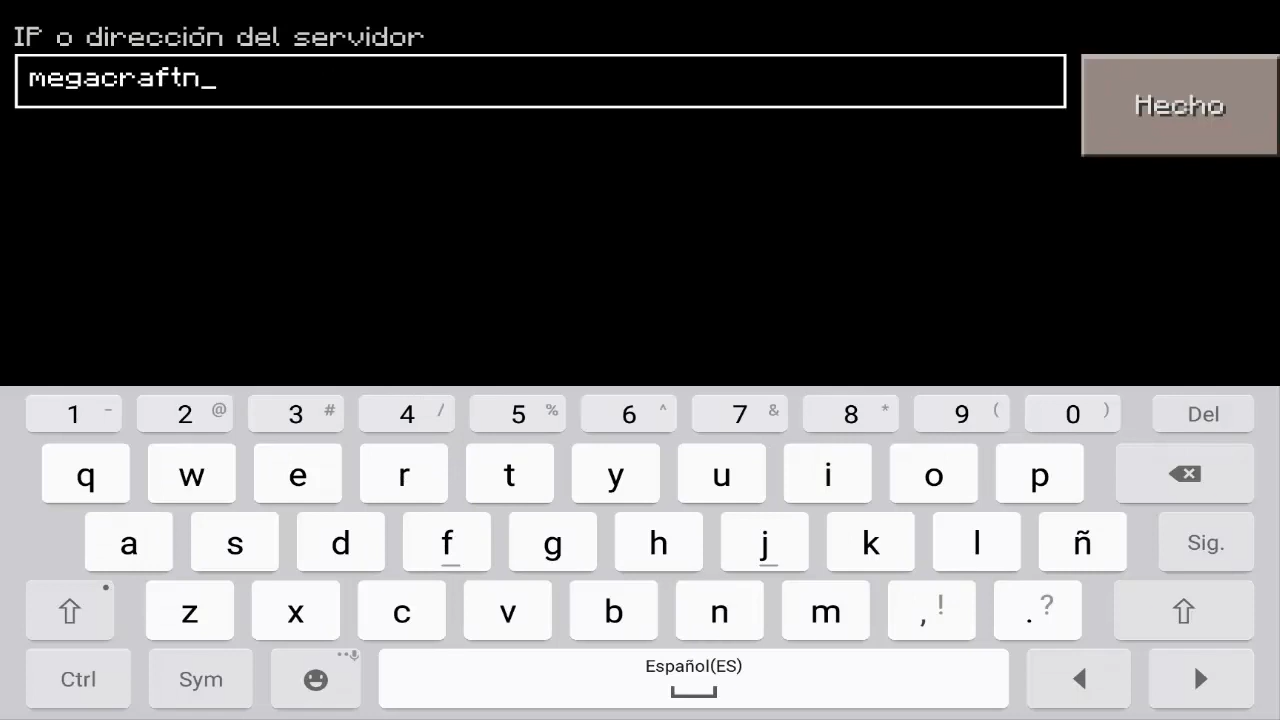 IP o dirección del servidor
megacraftn_
Hecho
1 - 2 @ 3 # 4 / 5 % 6 ^ 7 & 8 * 9 ( 0 ) Del
q w e r t y u i o p
a s d f g h j k l ñ Sig.
z x c v b n m , ! . ?
Ctrl Sym Español(ES)